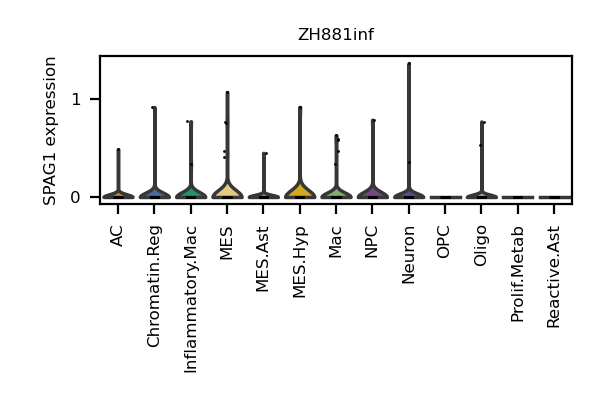 ZH881inf
SPAG1 expression
1
0
AC
Chromatin.Reg
Inflammatory.Mac
MES
MES.Ast
MES.Hyp
Mac
NPC
Neuron
OPC
Oligo
Prolif.Metab
Reactive.Ast